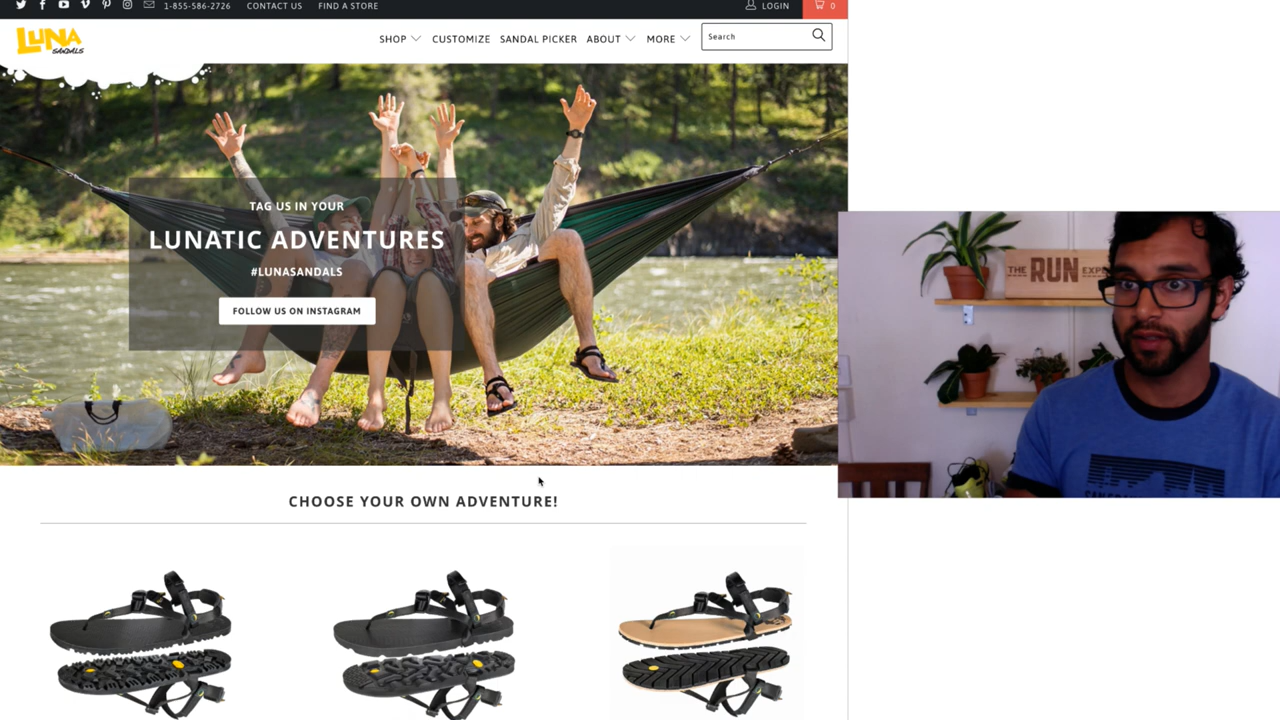 1-855-586-2726 CONTACT US FIND A STORE LOGIN 0
LUNA
SANDALS
SHOP CUSTOMIZE SANDAL PICKER ABOUT MORE Search
TAG US IN YOUR
LUNATIC ADVENTURES
#LUNASANDALS
FOLLOW US ON INSTAGRAM
THE RUN
CHOOSE YOUR OWN ADVENTURE!